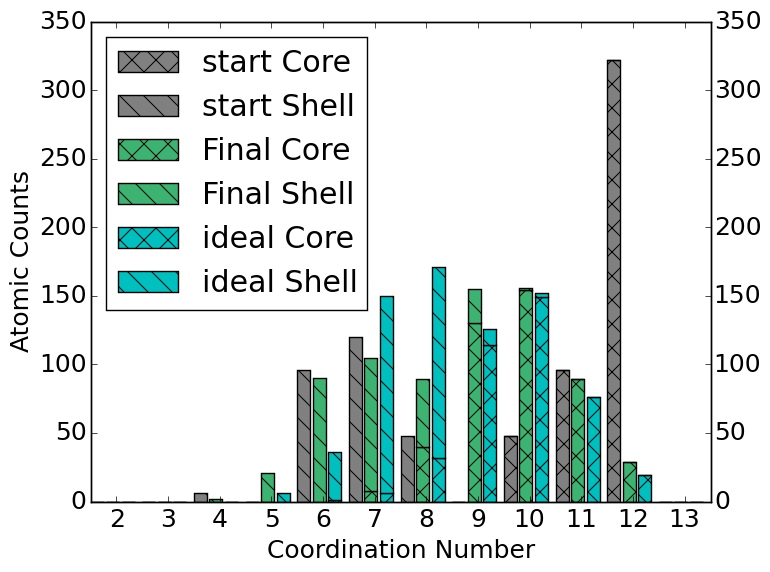 350
300
250
200
150
100
50
0
Atomic Counts
start Core
start Shell
Final Core
Final Shell
ideal Core
ideal Shell
350
300
250
200
150
100
50
0
2 3 4 5 6 7 8 9 10 11 12 13
Coordination Number